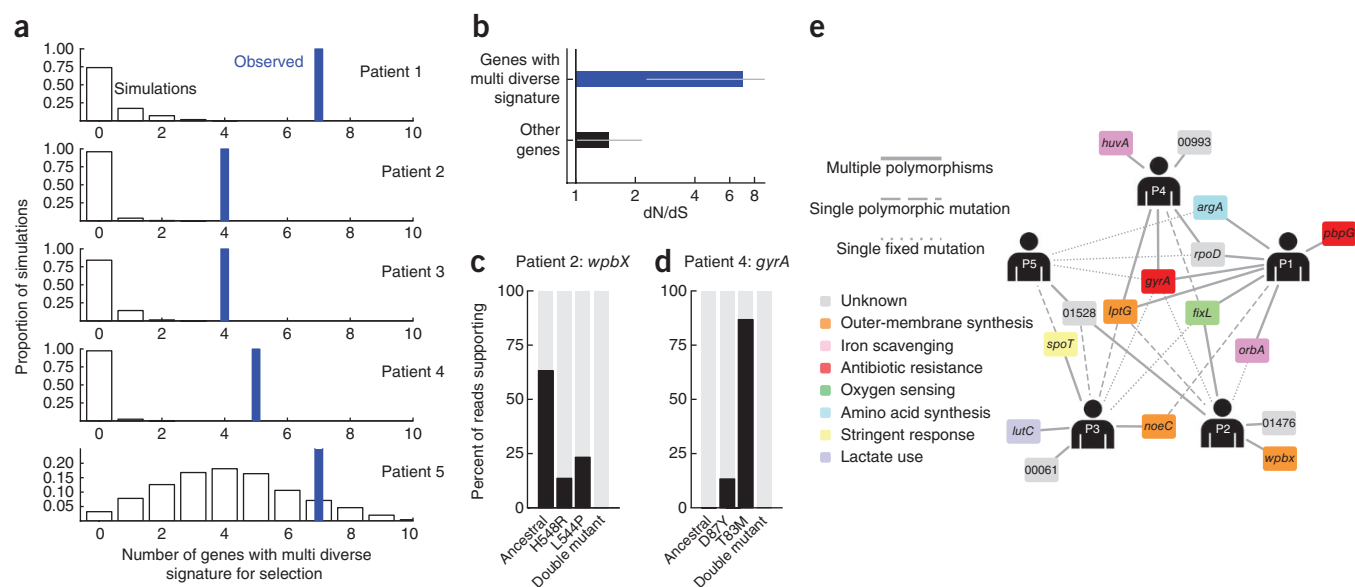 a
Proportion of simulations
1.00
0.75
0.50
0.25
Simulations
Observed
Patient 1
0 2 4 6 8 10
1.00
0.75
0.50
0.25
Patient 2
0 2 4 6 8 10
1.00
0.75
0.50
0.25
Patient 3
0 2 4 6 8 10
1.00
0.75
0.50
0.25
Patient 4
0 2 4 6 8 10
0.20
0.15
0.10
0.05
Patient 5
0 2 4 6 8 10
Number of genes with multi diverse
signature for selection
b
Genes with
multi diverse
signature
Other
genes
1 2 4 6 8
dN/dS
c
Patient 2: wpbX
Percent of reads supporting
100
75
50
25
0
Ancestral
H548R
L544P
Double mutant
d
Patient 4: gyrA
100
75
50
25
0
Ancestral
D87Y
T83M
Double mutant
e
Multiple polymorphisms
Single polymorphic mutation
Single fixed mutation
Unknown
Outer-membrane synthesis
Iron scavenging
Antibiotic resistance
Oxygen sensing
Amino acid synthesis
Stringent response
Lactate use
huvA
00993
P4
argA
pbpG
P5
rpoD
P1
gyrA
01528
lptG
fixL
spoT
orbA
lutC
P3
noeC
P2
01476
00061
wpbx